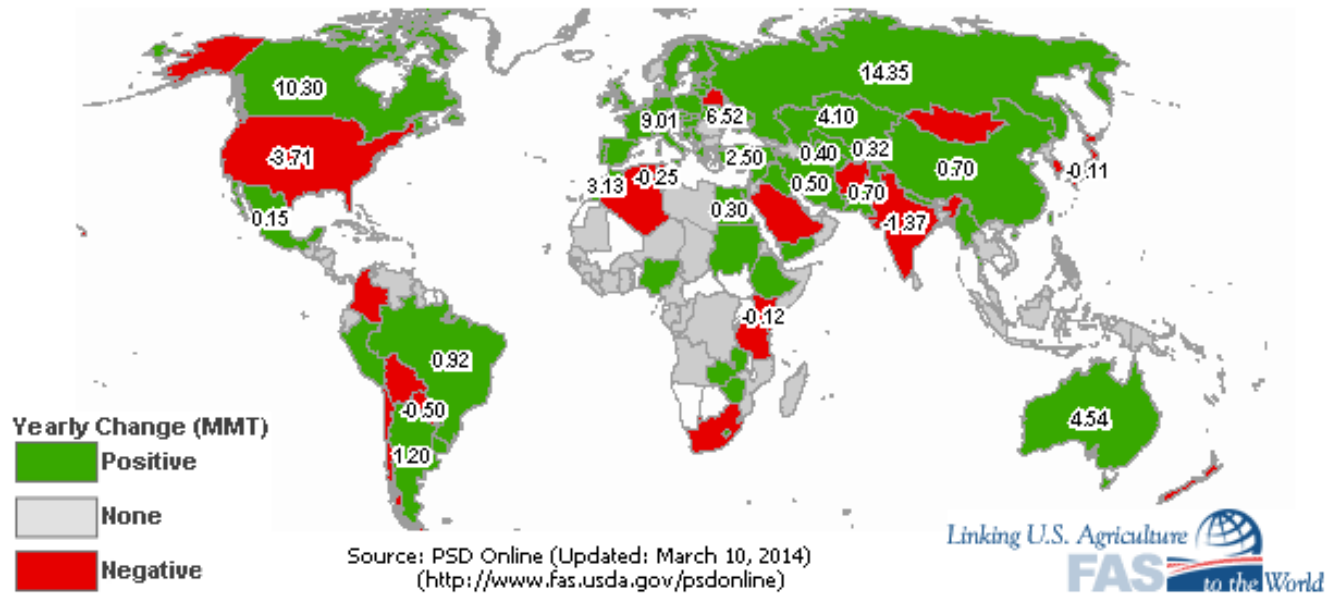 14.35
10.30
9.01
6.52
4.10
-3.71
2.50
0.40
0.32
0.70
-0.11
3.13
-0.25
0.50
0.70
0.15
0.30
-1.37
-0.12
0.92
-0.50
4.54
1.20
Yearly Change (MMT)
Positive
None
Negative
Source: PSD Online (Updated: March 10, 2014)
(http://www.fas.usda.gov/psdonline)
Linking U.S. Agriculture
FAS
to the World